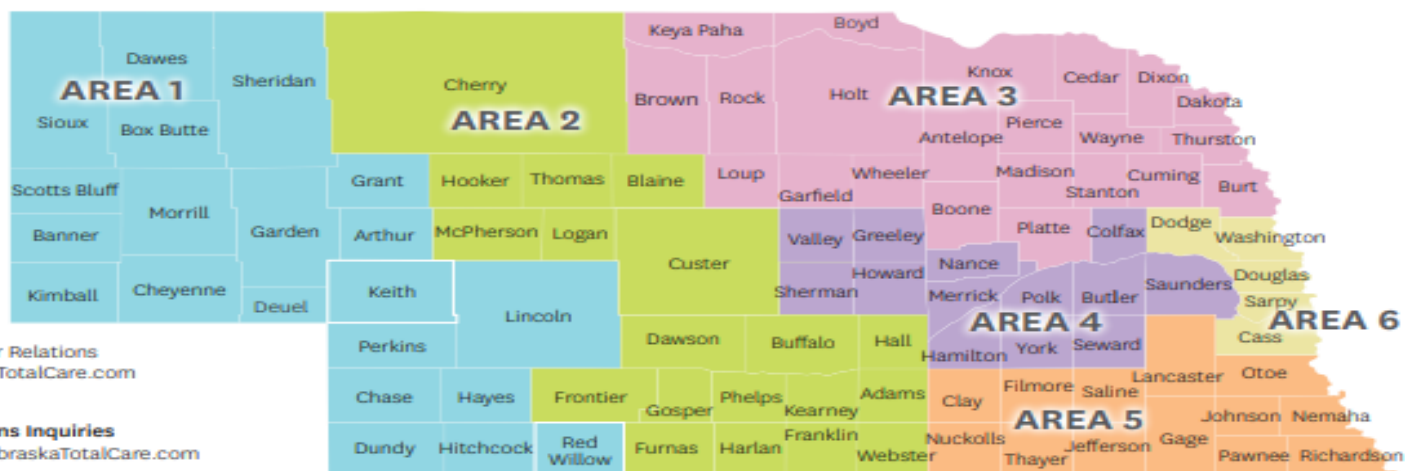 Boyd
Keya Paha
Dawes
Knox
Cedar
Dixon
Sheridan
Cherry
AREA 1
Brown
Rock
Holt
AREA 3
Dakota
Sioux
Box Butte
AREA 2
Pierce
Antelope
Wayne
Thurston
Scotts Bluff
Grant
Hooker
Thomas
Blaine
Loup
Wheeler
Madison
Cuming
Burt
Garfield
Stanton
Morrill
Boone
Banner
Garden
Arthur
McPherson
Logan
Valley
Greeley
Platte
Colfax
Dodge
Washington
Custer
Nance
Howard
Douglas
Kimball
Cheyenne
Keith
Sherman
Merrick
Polk
Butler
Saunders
Sarpy
Deuel
Lincoln
AREA 4
AREA 6
r Relations
TotalCare.com
Perkins
Dawson
Buffalo
Hall
Hamilton
York
Seward
Cass
Chase
Hayes
Frontier
Gosper
Phelps
Kearney
Adams
Clay
Filmore
Saline
Lancaster
Otoe
AREA 5
Johnson
Nemaha
ns Inquiries
braskaTotalCare.com
Dundy
Hitchcock
Red
Willow
Furnas
Harlan
Franklin
Webster
Nuckolls
Thayer
Jefferson
Gage
Pawnee
Richardson